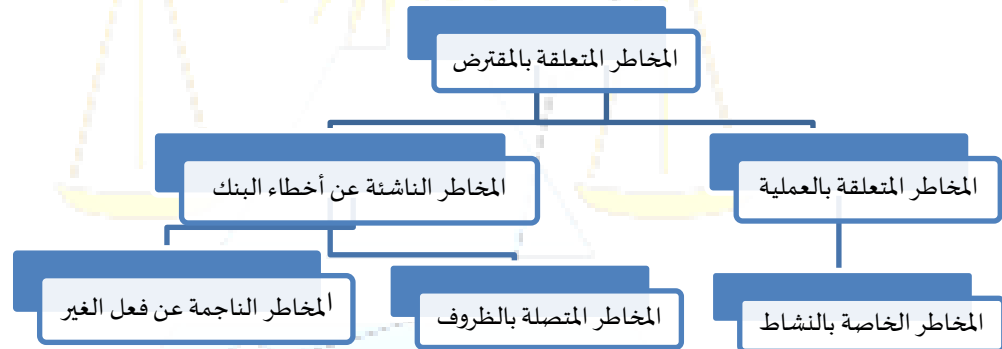 المخاطر المتعلقة بالمقترض
المخاطر المتعلقة بالعملية
المخاطر الناشئة عن أخطاء البنك
المخاطر الخاصة بالنشاط
المخاطر المتصلة بالظروف
المخاطر الناجمة عن فعل الغير